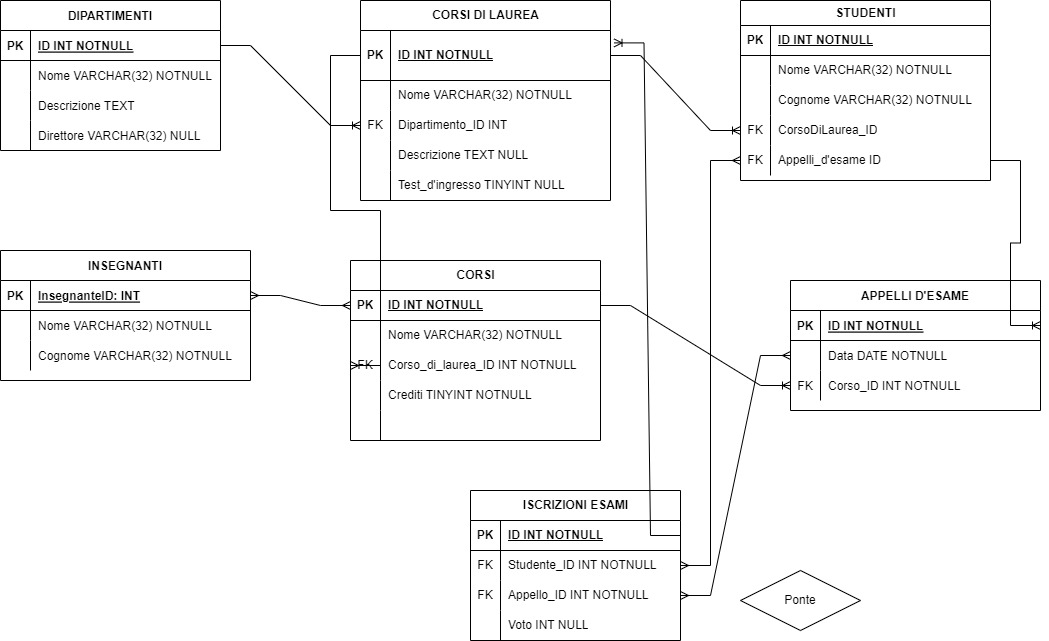 DIPARTIMENTI
PK ID INT NOTNULL
Nome VARCHAR(32) NOTNULL
Descrizione TEXT
Direttore VARCHAR(32) NULL
CORSI DI LAUREA
PK ID INT NOTNULL
Nome VARCHAR(32) NOTNULL
FK Dipartimento_ID INT
Descrizione TEXT NULL
Test_d'ingresso TINYINT NULL
STUDENTI
PK ID INT NOTNULL
Nome VARCHAR(32) NOTNULL
Cognome VARCHAR(32) NOTNULL
FK CorsoDiLaurea_ID
FK Appelli_d'esame ID
INSEGNANTI
PK InsegnanteID: INT
Nome VARCHAR(32) NOTNULL
Cognome VARCHAR(32) NOTNULL
CORSI
PK ID INT NOTNULL
Nome VARCHAR(32) NOTNULL
FK Corso_di_laurea_ID INT NOTNULL
Crediti TINYINT NOTNULL
APPELLI D'ESAME
PK ID INT NOTNULL
Data DATE NOTNULL
FK Corso_ID INT NOTNULL
ISCRIZIONI ESAMI
PK ID INT NOTNULL
FK Studente_ID INT NOTNULL
FK Appello_ID INT NOTNULL
Voto INT NULL
Ponte